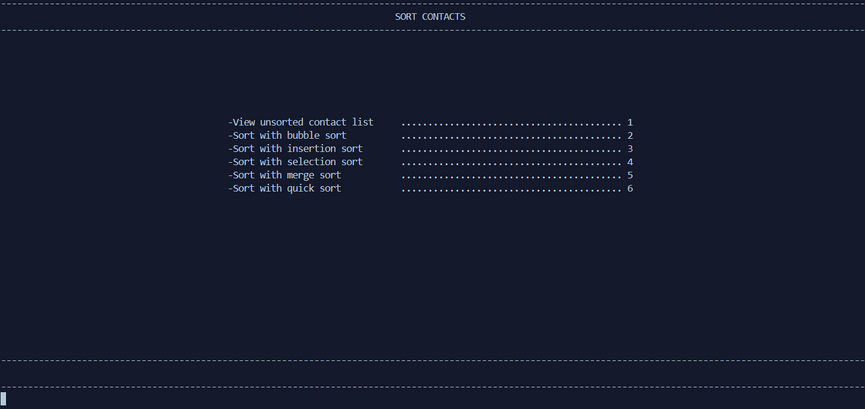 --------------------------------------------------------------------------------------------------------------------------------------------------------------------
SORT CONTACTS
--------------------------------------------------------------------------------------------------------------------------------------------------------------------
-View unsorted contact list ......................................... 1
-Sort with bubble sort ......................................... 2
-Sort with insertion sort ......................................... 3
-Sort with selection sort ......................................... 4
-Sort with merge sort ......................................... 5
-Sort with quick sort ......................................... 6
--------------------------------------------------------------------------------------------------------------------------------------------------------------------
--------------------------------------------------------------------------------------------------------------------------------------------------------------------